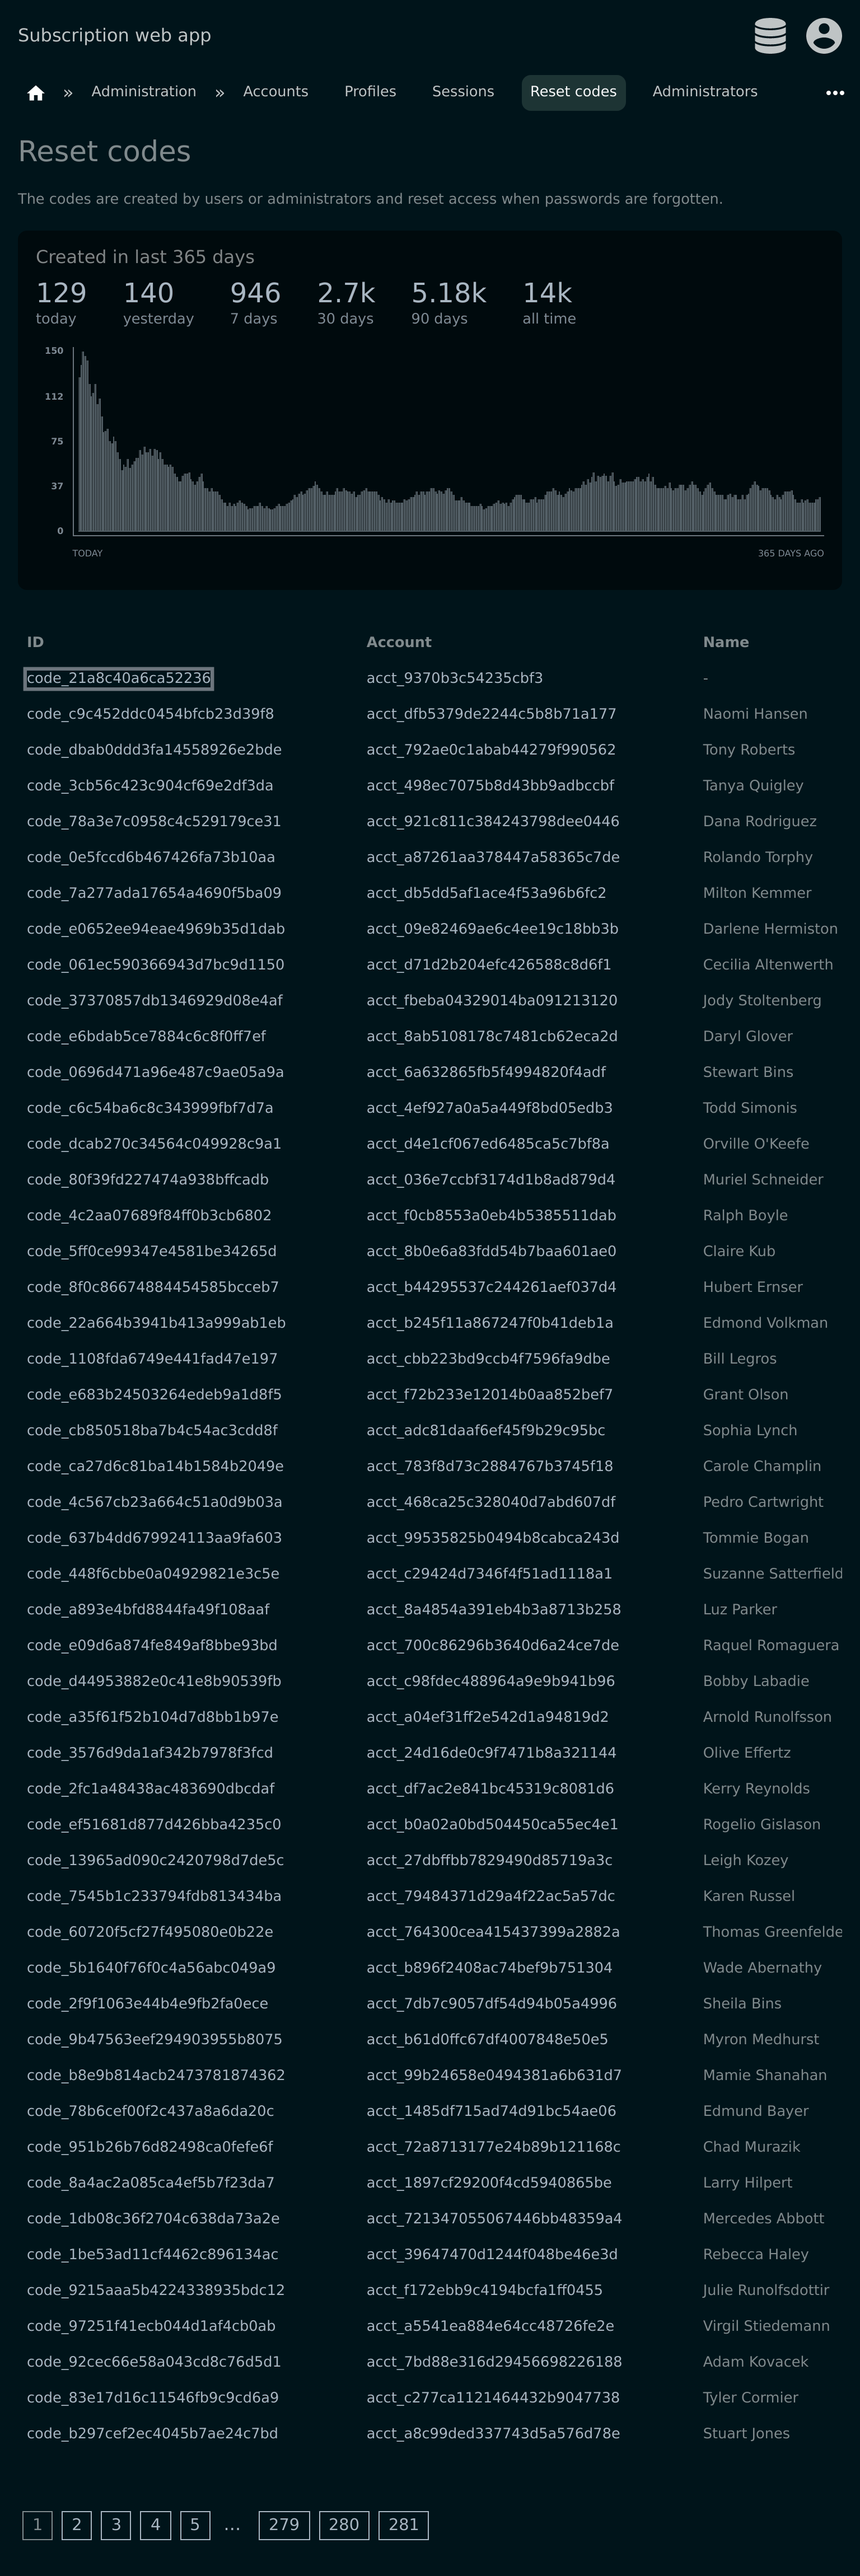 Subscription web app
» Administration » Accounts Profiles Sessions Reset codes Administrators •••
Reset codes
The codes are created by users or administrators and reset access when passwords are forgotten.
Created in last 365 days
129 140 946 2.7k 5.18k 14k
today yesterday 7 days 30 days 90 days all time
150
112
75
37
0
TODAY 365 DAYS AGO
ID Account Name
code_21a8c40a6ca52236 acct_9370b3c54235cbf3 -
code_c9c452ddc0454bfcb23d39f8 acct_dfb5379de2244c5b8b71a177 Naomi Hansen
code_dbab0ddd3fa14558926e2bde acct_792ae0c1abab44279f990562 Tony Roberts
code_3cb56c423c904cf69e2df3da acct_498ec7075b8d43bb9adbccbf Tanya Quigley
code_78a3e7c0958c4c529179ce31 acct_921c811c384243798dee0446 Dana Rodriguez
code_0e5fccd6b467426fa73b10aa acct_a87261aa378447a58365c7de Rolando Torphy
code_7a277ada17654a4690f5ba09 acct_db5dd5af1ace4f53a96b6fc2 Milton Kemmer
code_e0652ee94eae4969b35d1dab acct_09e82469ae6c4ee19c18bb3b Darlene Hermiston
code_061ec590366943d7bc9d1150 acct_d71d2b204efc426588c8d6f1 Cecilia Altenwerth
code_37370857db1346929d08e4af acct_fbeba04329014ba091213120 Jody Stoltenberg
code_e6bdab5ce7884c6c8f0ff7ef acct_8ab5108178c7481cb62eca2d Daryl Glover
code_0696d471a96e487c9ae05a9a acct_6a632865fb5f4994820f4adf Stewart Bins
code_c6c54ba6c8c343999fbf7d7a acct_4ef927a0a5a449f8bd05edb3 Todd Simonis
code_dcab270c34564c049928c9a1 acct_d4e1cf067ed6485ca5c7bf8a Orville O'Keefe
code_80f39fd227474a938bffcadb acct_036e7ccbf3174d1b8ad879d4 Muriel Schneider
code_4c2aa07689f84ff0b3cb6802 acct_f0cb8553a0eb4b5385511dab Ralph Boyle
code_5ff0ce99347e4581be34265d acct_8b0e6a83fdd54b7baa601ae0 Claire Kub
code_8f0c86674884454585bcceb7 acct_b44295537c244261aef037d4 Hubert Ernser
code_22a664b3941b413a999ab1eb acct_b245f11a867247f0b41deb1a Edmond Volkman
code_1108fda6749e441fad47e197 acct_cbb223bd9ccb4f7596fa9dbe Bill Legros
code_e683b24503264edeb9a1d8f5 acct_f72b233e12014b0aa852bef7 Grant Olson
code_cb850518ba7b4c54ac3cdd8f acct_adc81daaf6ef45f9b29c95bc Sophia Lynch
code_ca27d6c81ba14b1584b2049e acct_783f8d73c2884767b3745f18 Carole Champlin
code_4c567cb23a664c51a0d9b03a acct_468ca25c328040d7abd607df Pedro Cartwright
code_637b4dd679924113aa9fa603 acct_99535825b0494b8cabca243d Tommie Bogan
code_448f6cbbe0a04929821e3c5e acct_c29424d7346f4f51ad1118a1 Suzanne Satterfield
code_a893e4bfd8844fa49f108aaf acct_8a4854a391eb4b3a8713b258 Luz Parker
code_e09d6a874fe849af8bbe93bd acct_700c86296b3640d6a24ce7de Raquel Romaguera
code_d44953882e0c41e8b90539fb acct_c98fdec488964a9e9b941b96 Bobby Labadie
code_a35f61f52b104d7d8bb1b97e acct_a04ef31ff2e542d1a94819d2 Arnold Runolfsson
code_3576d9da1af342b7978f3fcd acct_24d16de0c9f7471b8a321144 Olive Effertz
code_2fc1a48438ac483690dbcdaf acct_df7ac2e841bc45319c8081d6 Kerry Reynolds
code_ef51681d877d426bba4235c0 acct_b0a02a0bd504450ca55ec4e1 Rogelio Gislason
code_13965ad090c2420798d7de5c acct_27dbffbb7829490d85719a3c Leigh Kozey
code_7545b1c233794fdb813434ba acct_79484371d29a4f22ac5a57dc Karen Russel
code_60720f5cf27f495080e0b22e acct_764300cea415437399a2882a Thomas Greenfelde
code_5b1640f76f0c4a56abc049a9 acct_b896f2408ac74bef9b751304 Wade Abernathy
code_2f9f1063e44b4e9fb2fa0ece acct_7db7c9057df54d94b05a4996 Sheila Bins
code_9b47563eef294903955b8075 acct_b61d0ffc67df4007848e50e5 Myron Medhurst
code_b8e9b814acb2473781874362 acct_99b24658e0494381a6b631d7 Mamie Shanahan
code_78b6cef00f2c437a8a6da20c acct_1485df715ad74d91bc54ae06 Edmund Bayer
code_951b26b76d82498ca0fefe6f acct_72a8713177e24b89b121168c Chad Murazik
code_8a4ac2a085ca4ef5b7f23da7 acct_1897cf29200f4cd5940865be Larry Hilpert
code_1db08c36f2704c638da73a2e acct_721347055067446bb48359a4 Mercedes Abbott
code_1be53ad11cf4462c896134ac acct_39647470d1244f048be46e3d Rebecca Haley
code_9215aaa5b4224338935bdc12 acct_f172ebb9c4194bcfa1ff0455 Julie Runolfsdottir
code_97251f41ecb044d1af4cb0ab acct_a5541ea884e64cc48726fe2e Virgil Stiedemann
code_92cec66e58a043cd8c76d5d1 acct_7bd88e316d29456698226188 Adam Kovacek
code_83e17d16c11546fb9c9cd6a9 acct_c277ca1121464432b9047738 Tyler Cormier
code_b297cef2ec4045b7ae24c7bd acct_a8c99ded337743d5a576d78e Stuart Jones
1 2 3 4 5 … 279 280 281